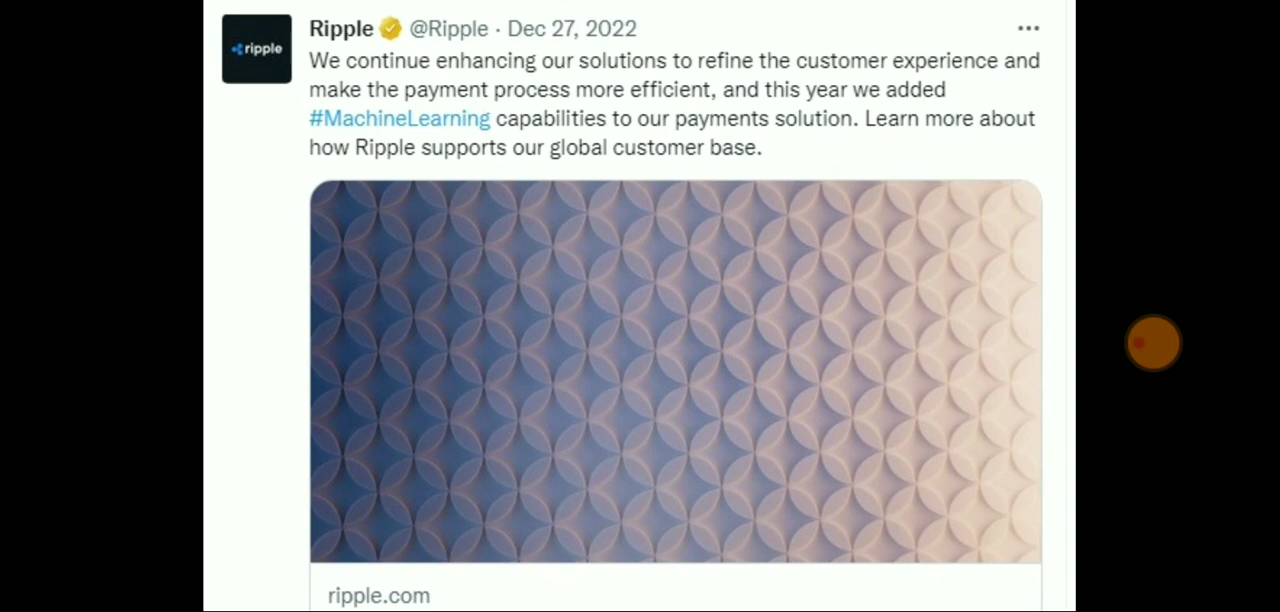 ripple
Ripple @Ripple · Dec 27, 2022
We continue enhancing our solutions to refine the customer experience and
make the payment process more efficient, and this year we added
#MachineLearning capabilities to our payments solution. Learn more about
how Ripple supports our global customer base.
ripple.com